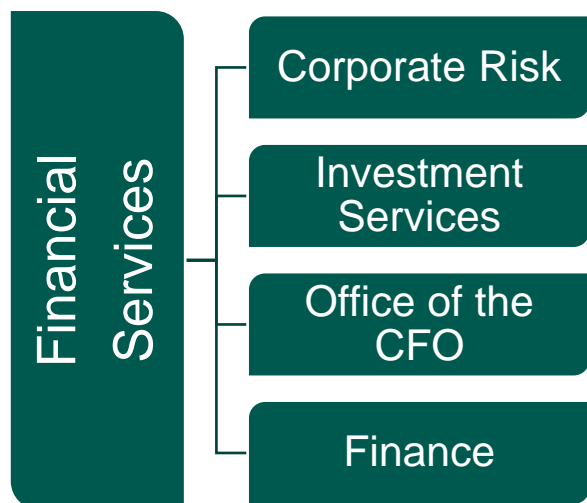 Financial
Services
Corporate Risk
Investment
Services
Office of the
CFO
Finance